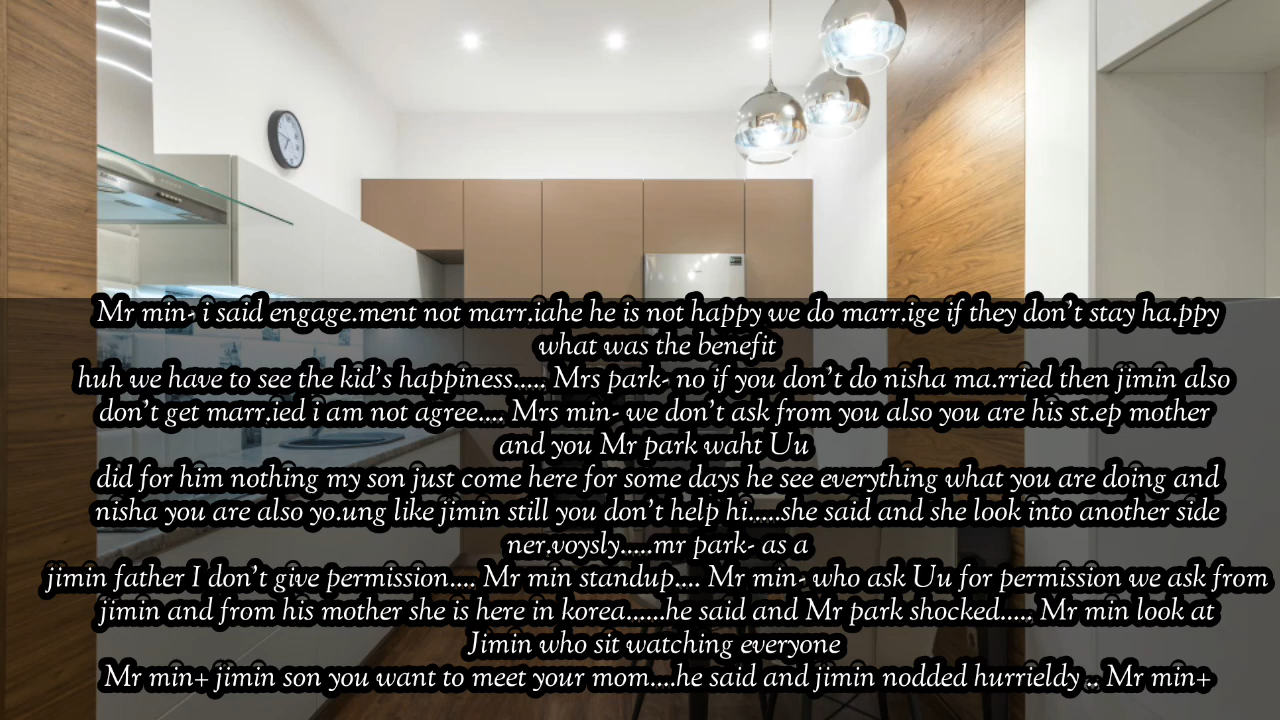 Mr min- i said engage.ment not marr.iahe he is not happy we do marr.ige if they don't stay ha.ppy
what was the benefit
huh we have to see the kid's happiness..... Mrs park- no if you don't do nisha ma.rried then jimin also
don't get marr.ied i am not agree.... Mrs min- we don't ask from you also you are his st.ep mother
and you Mr park waht Uu
did for him nothing my son just come here for some days he see everything what you are doing and
nisha you are also yo.ung like jimin still you don't help hi.....she said and she look into another side
ner.voysly.....mr park- as a
jimin father I don't give permission.... Mr min standup.... Mr min- who ask Uu for permission we ask from
jimin and from his mother she is here in korea......he said and Mr park shocked..... Mr min look at
Jimin who sit watching everyone
Mr min+ jimin son you want to meet your mom....he said and jimin nodded hurrieldy .. Mr min+